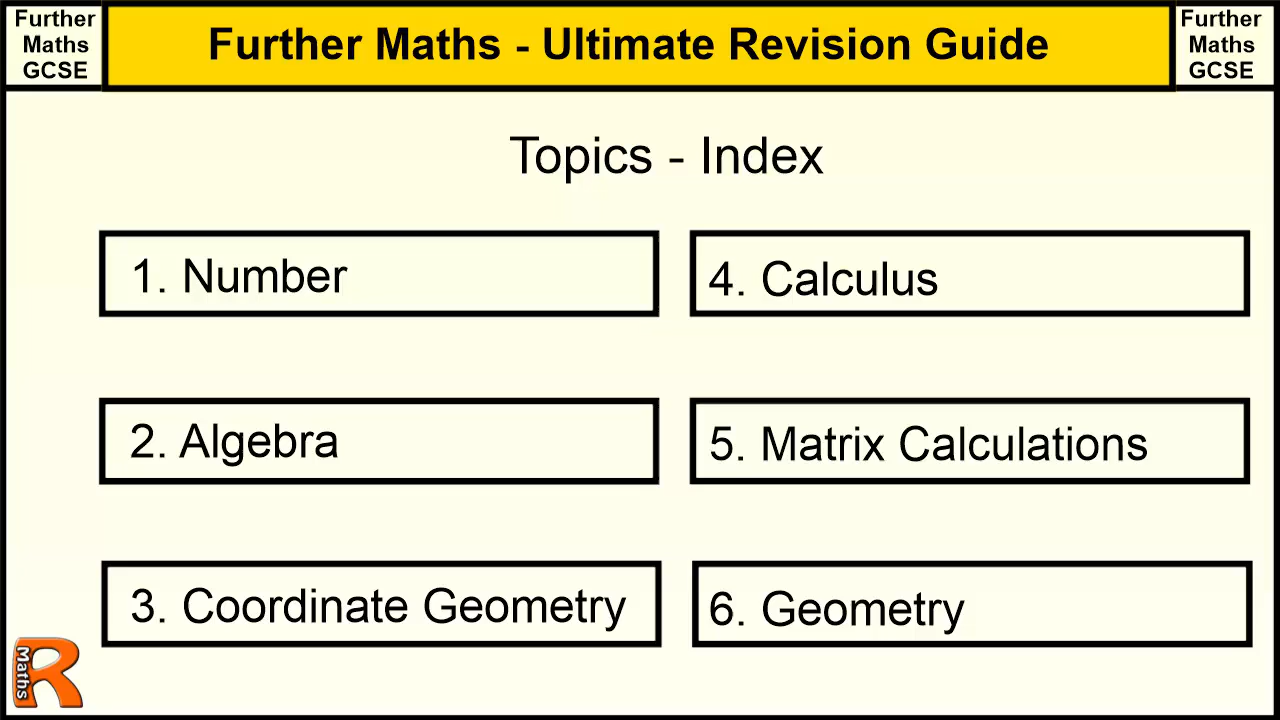 Further
Maths
GCSE
Further Maths - Ultimate Revision Guide
Further
Maths
GCSE
Topics - Index
1. Number
4. Calculus
2. Algebra
5. Matrix Calculations
3. Coordinate Geometry
6. Geometry
R
Maths